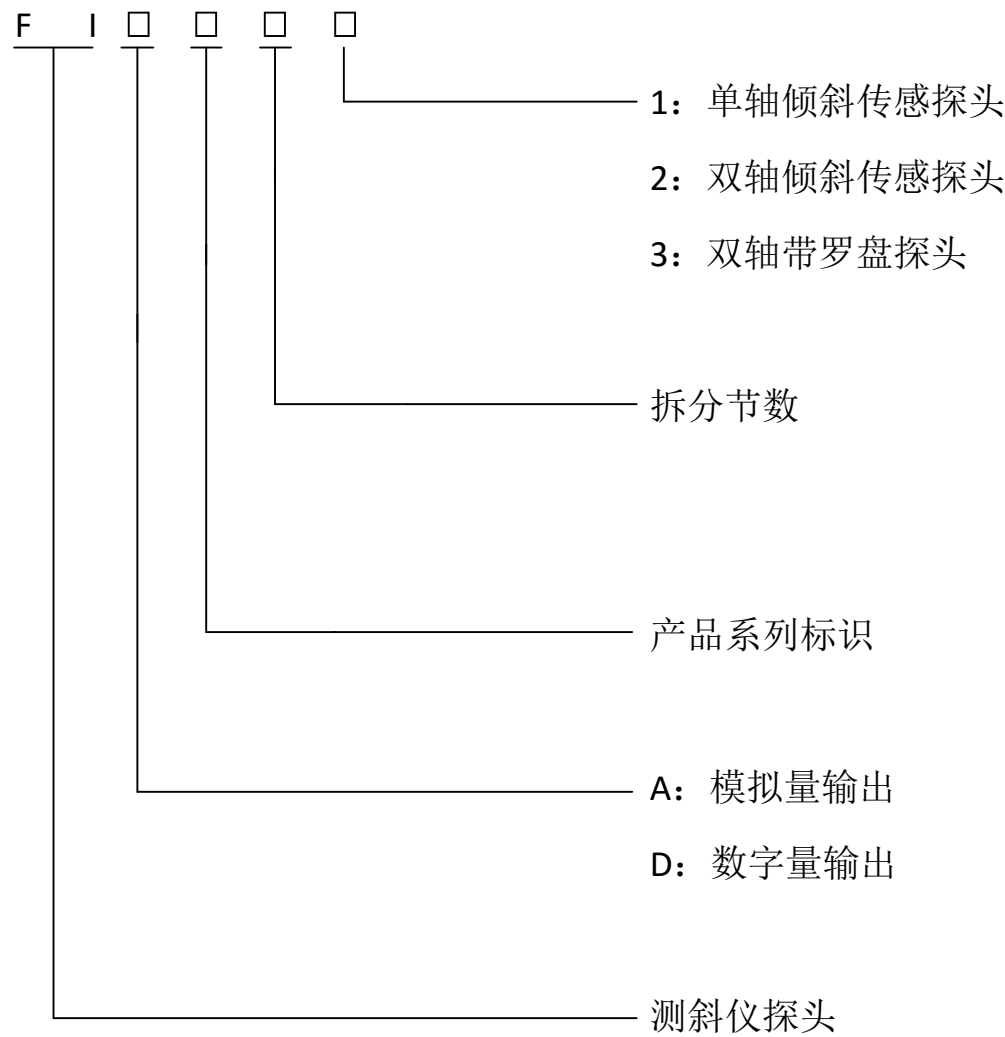 F I □ □ □ □
1：单轴倾斜传感探头
2：双轴倾斜传感探头
3：双轴带罗盘探头
拆分节数
产品系列标识
A：模拟量输出
D：数字量输出
测斜仪探头